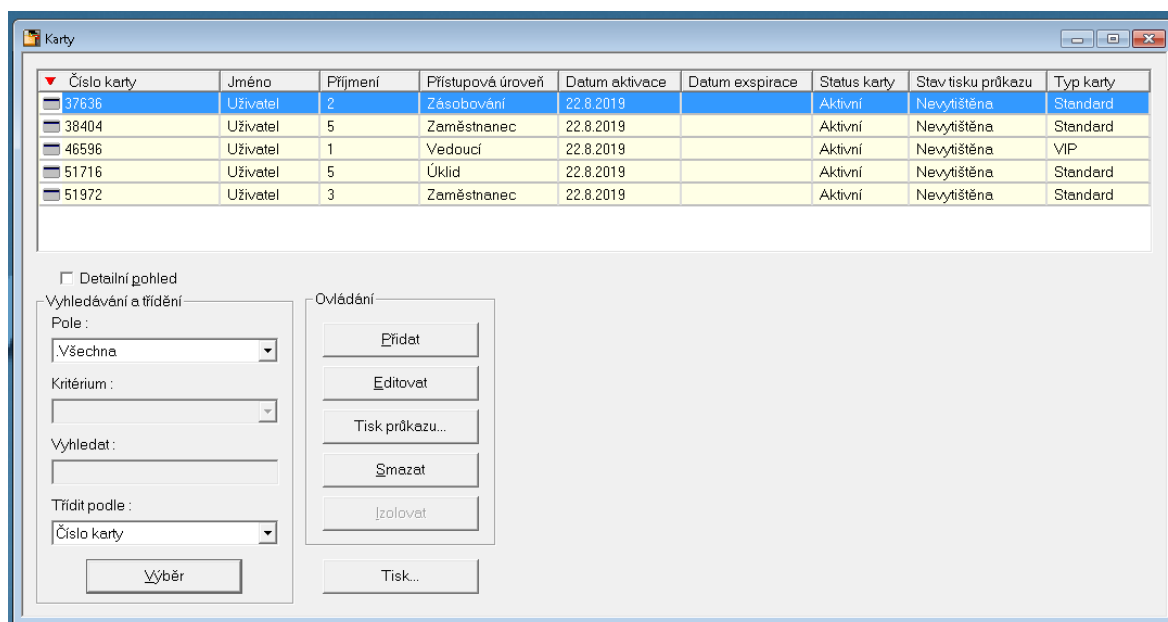 Karty
Číslo karty Jméno Příjmení Přístupová úroveň Datum aktivace Datum exspirace Status karty Stav tisku průkazu Typ karty
37636 Uživatel 2 Zásobování 22.8.2019 Aktivní Nevytištěna Standard
38404 Uživatel 5 Zaměstnanec 22.8.2019 Aktivní Nevytištěna Standard
46596 Uživatel 1 Vedoucí 22.8.2019 Aktivní Nevytištěna VIP
51716 Uživatel 5 Úklid 22.8.2019 Aktivní Nevytištěna Standard
51972 Uživatel 3 Zaměstnanec 22.8.2019 Aktivní Nevytištěna Standard
Detailní pohled
Vyhledávání a třídění
Pole :
.Všechna
Kritérium :
Vyhledat :
Třídit podle :
Číslo karty
Výběr
Ovládání
Přidat
Editovat
Tisk průkazu...
Smazat
Izolovat
Tisk...